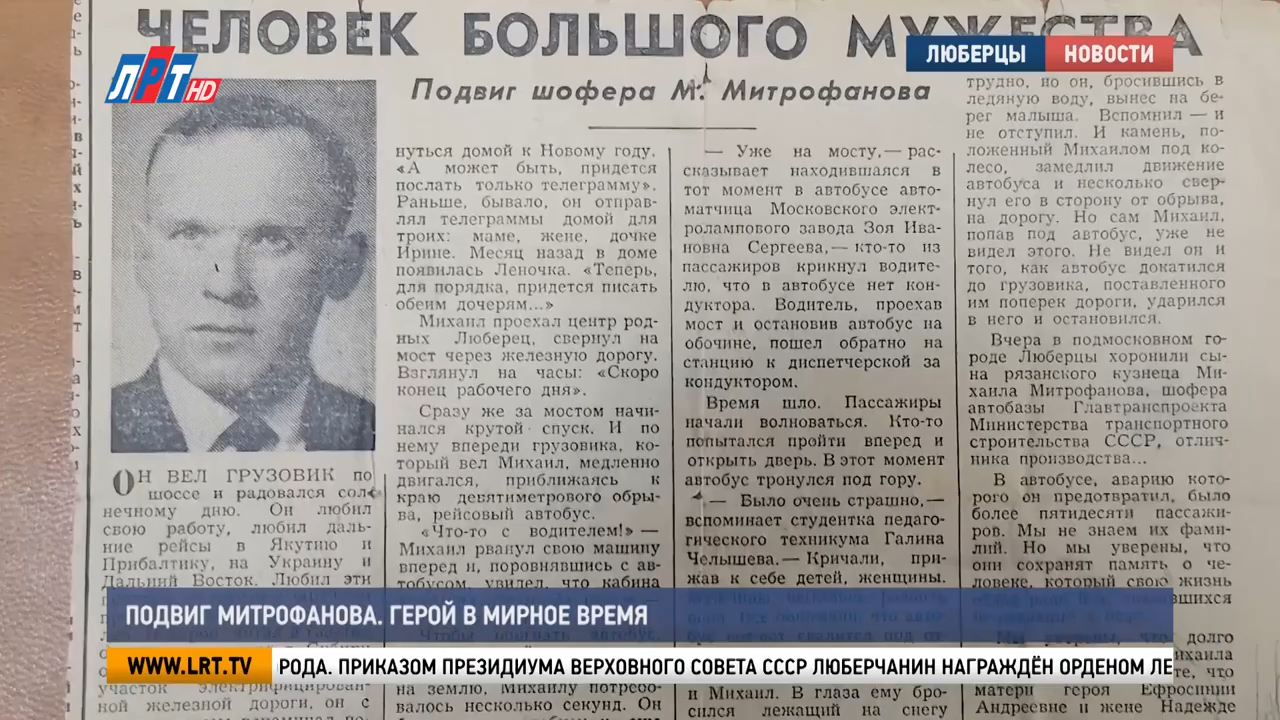 ЧЕЛОВЕК БОЛЬШОГО МУЖЕСТВА
ЛРТ HD
ЛЮБЕРЦЫ НОВОСТИ
Подвиг шофера М. Митрофанова
ОН ВЕЛ ГРУЗОВИК по
шоссе и радовался сол-
нечному дню. Он любил
свою работу, любил даль-
ние рейсы в Якутию и
Прибалтику, на Украину и
Дальний Восток. Любил эти
участок электрифицирован-
ной железной дороги, он с
нуться домой к Новому году.
«А может быть, придется
послать только телеграмму».
Раньше, бывало, он отправ-
лял телеграммы домой для
троих: маме, жене, дочке
Ирине. Месяц назад в доме
появилась Леночка. «Теперь,
для порядка, придется писать
обеим дочерям...»
Михаил проехал центр род-
ных Люберец, свернул на
мост через железную дорогу.
Взглянул на часы: «Скоро
конец рабочего дня».
Сразу же за мостом начи-
нался крутой спуск. И по
нему впереди грузовика, ко-
торый вел Михаил, медленно
двигался, приближаясь к
краю девятиметрового обры-
ва, рейсовый автобус.
«Что-то с водителем!» —
Михаил рванул свою машину
вперед и, поровнявшись с ав-
тобусом, увидел, что кабина
Чтобы обогнать автобус,
на землю, Михаилу потребо-
валось несколько секунд. Он
— Уже на мосту,— рас-
сказывает находившаяся в
тот момент в автобусе авто-
матчица Московского элект-
ролампового завода Зоя Ива-
новна Сергеева,— кто-то из
пассажиров крикнул водите-
лю, что в автобусе нет кон-
дуктора. Водитель, проехав
мост и остановив автобус на
обочине, пошел обратно на
станцию к диспетчерской за
кондуктором.
Время шло. Пассажиры
начали волноваться. Кто-то
попытался пройти вперед и
открыть дверь. В этот момент
автобус тронулся под гору.
— Было очень страшно,—
вспоминает студентка педаго-
гического техникума Галина
Челышева.— Кричали, при-
жав к себе детей, женщины.
и Михаил. В глаза ему бро-
сился лежащий на снегу
трудно, но он, бросившись в
ледяную воду, вынес на бе-
рег малыша. Вспомнил — и
не отступил. И камень, по-
ложенный Михаилом под
колесо, замедлил движение
автобуса и несколько свер-
нул его в сторону от обрыва,
на дорогу. Но сам Михаил,
попав под автобус, уже не
видел этого. Не видел он и
того, как автобус докатился
до грузовика, поставленного
им поперек дороги, ударился
в него и остановился.
Вчера в подмосковном го-
роде Люберцы хоронили сы-
на рязанского кузнеца Ми-
хаила Митрофанова, шофера
автобазы Главтранспроекта
Министерства транспортного
строительства СССР, отлич-
ника производства...
В автобусе, аварию кото-
рого он предотвратил, было
более пятидесяти пассажи-
ров. Мы не знаем их фами-
лий. Но мы уверены, что
они сохранят память о че-
ловеке, который свою жизнь
матери героя Ефросинии
Андреевне и жене Надежде
ПОДВИГ МИТРОФАНОВА. ГЕРОЙ В МИРНОЕ ВРЕМЯ
WWW.LRT.TV РОДА. ПРИКАЗОМ ПРЕЗИДИУМА ВЕРХОВНОГО СОВЕТА СССР ЛЮБЕРЧАНИН НАГРАЖДЁН ОРДЕНОМ ЛЕ